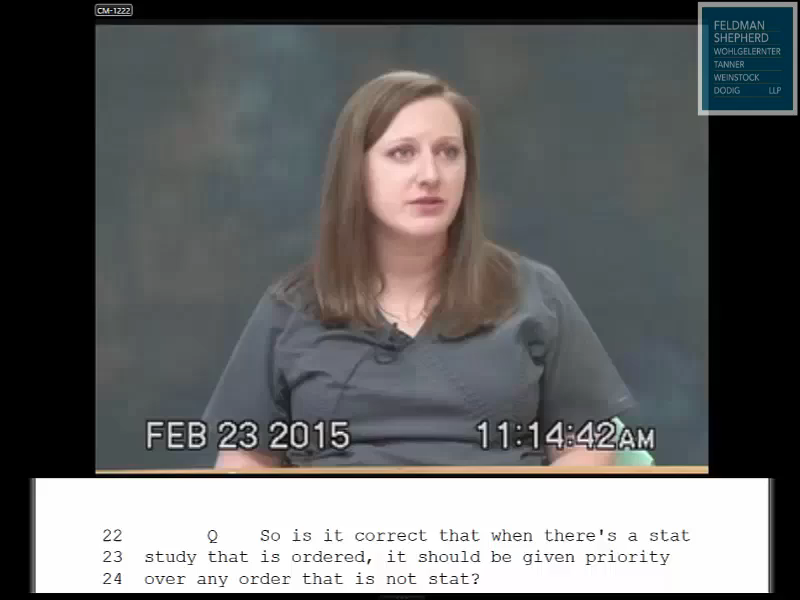 CM-1222
FELDMAN
SHEPHERD
WOHLGELERNTER
TANNER
WEINSTOCK
DODIG LLP
FEB 23 2015 11:14:42AM
22 Q So is it correct that when there's a stat
23 study that is ordered, it should be given priority
24 over any order that is not stat?